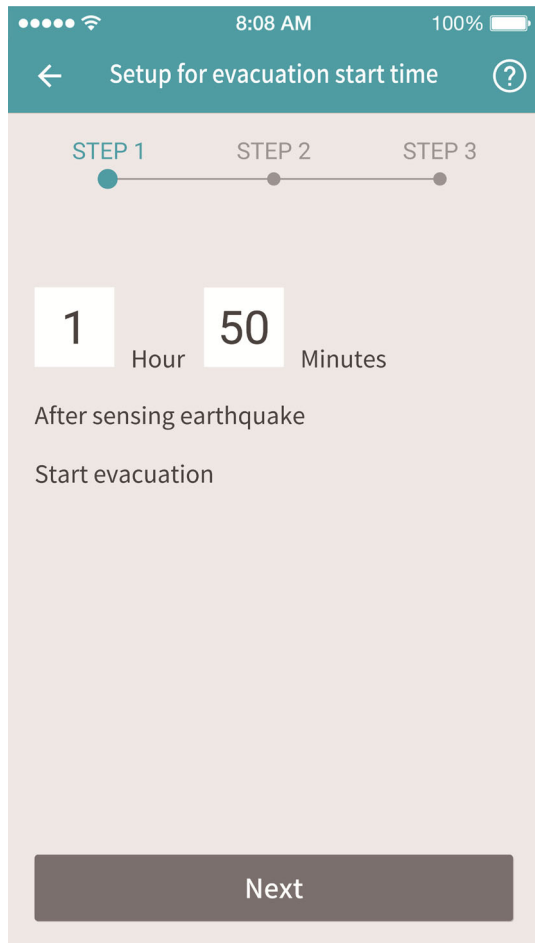 8:08 AM 100%
Setup for evacuation start time ?
STEP 1 STEP 2 STEP 3
1 Hour 50 Minutes
After sensing earthquake
Start evacuation
Next